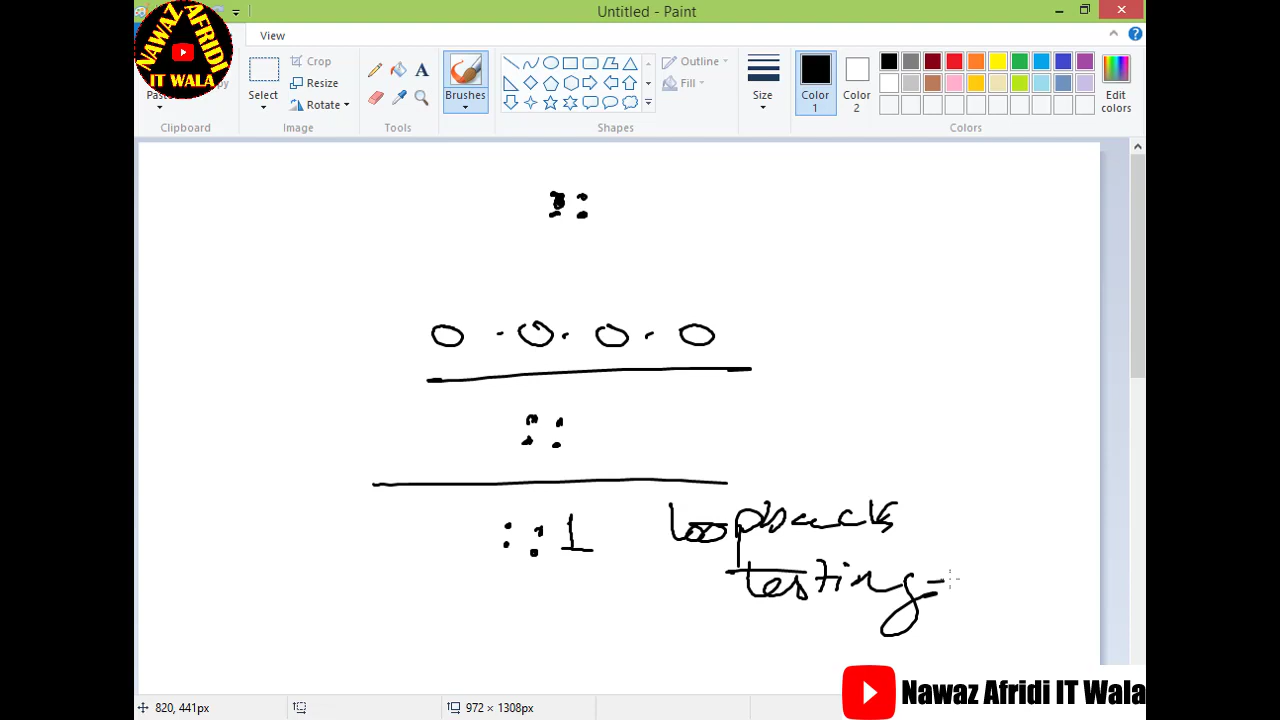 Untitled - Paint
NAWAZ AFRIDI
IT WALA
View
Paste
Clipboard
Select
Crop
Resize
Rotate
Image
Tools
Brushes
Outline
Fill
Shapes
Size
Color 1
Color 2
Edit colors
Colors
::
0 . 0 . 0 . 0
::
::1 loopback
testing=
820, 441px
972 × 1308px
Nawaz Afridi IT Wala